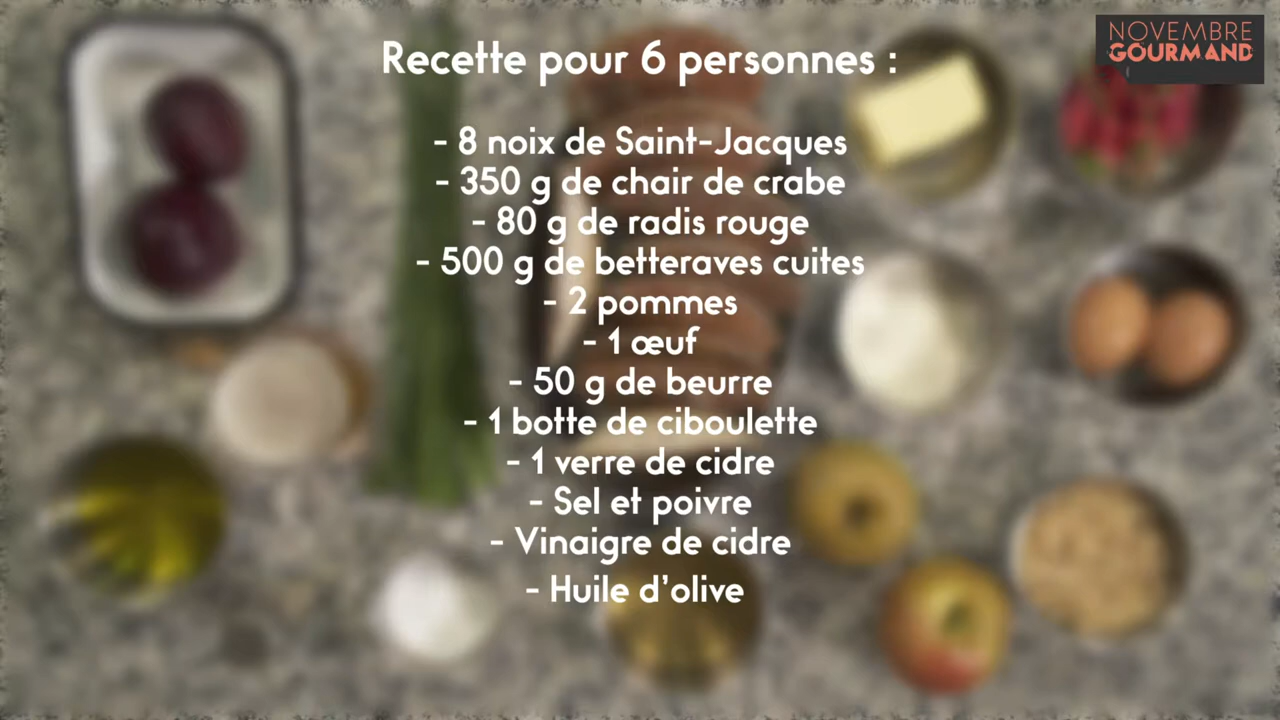 NOVEMBRE
GOURMAND
Recette pour 6 personnes :
- 8 noix de Saint-Jacques
- 350 g de chair de crabe
- 80 g de radis rouge
- 500 g de betteraves cuites
- 2 pommes
- 1 œuf
- 50 g de beurre
- 1 botte de ciboulette
- 1 verre de cidre
- Sel et poivre
- Vinaigre de cidre
- Huile d'olive